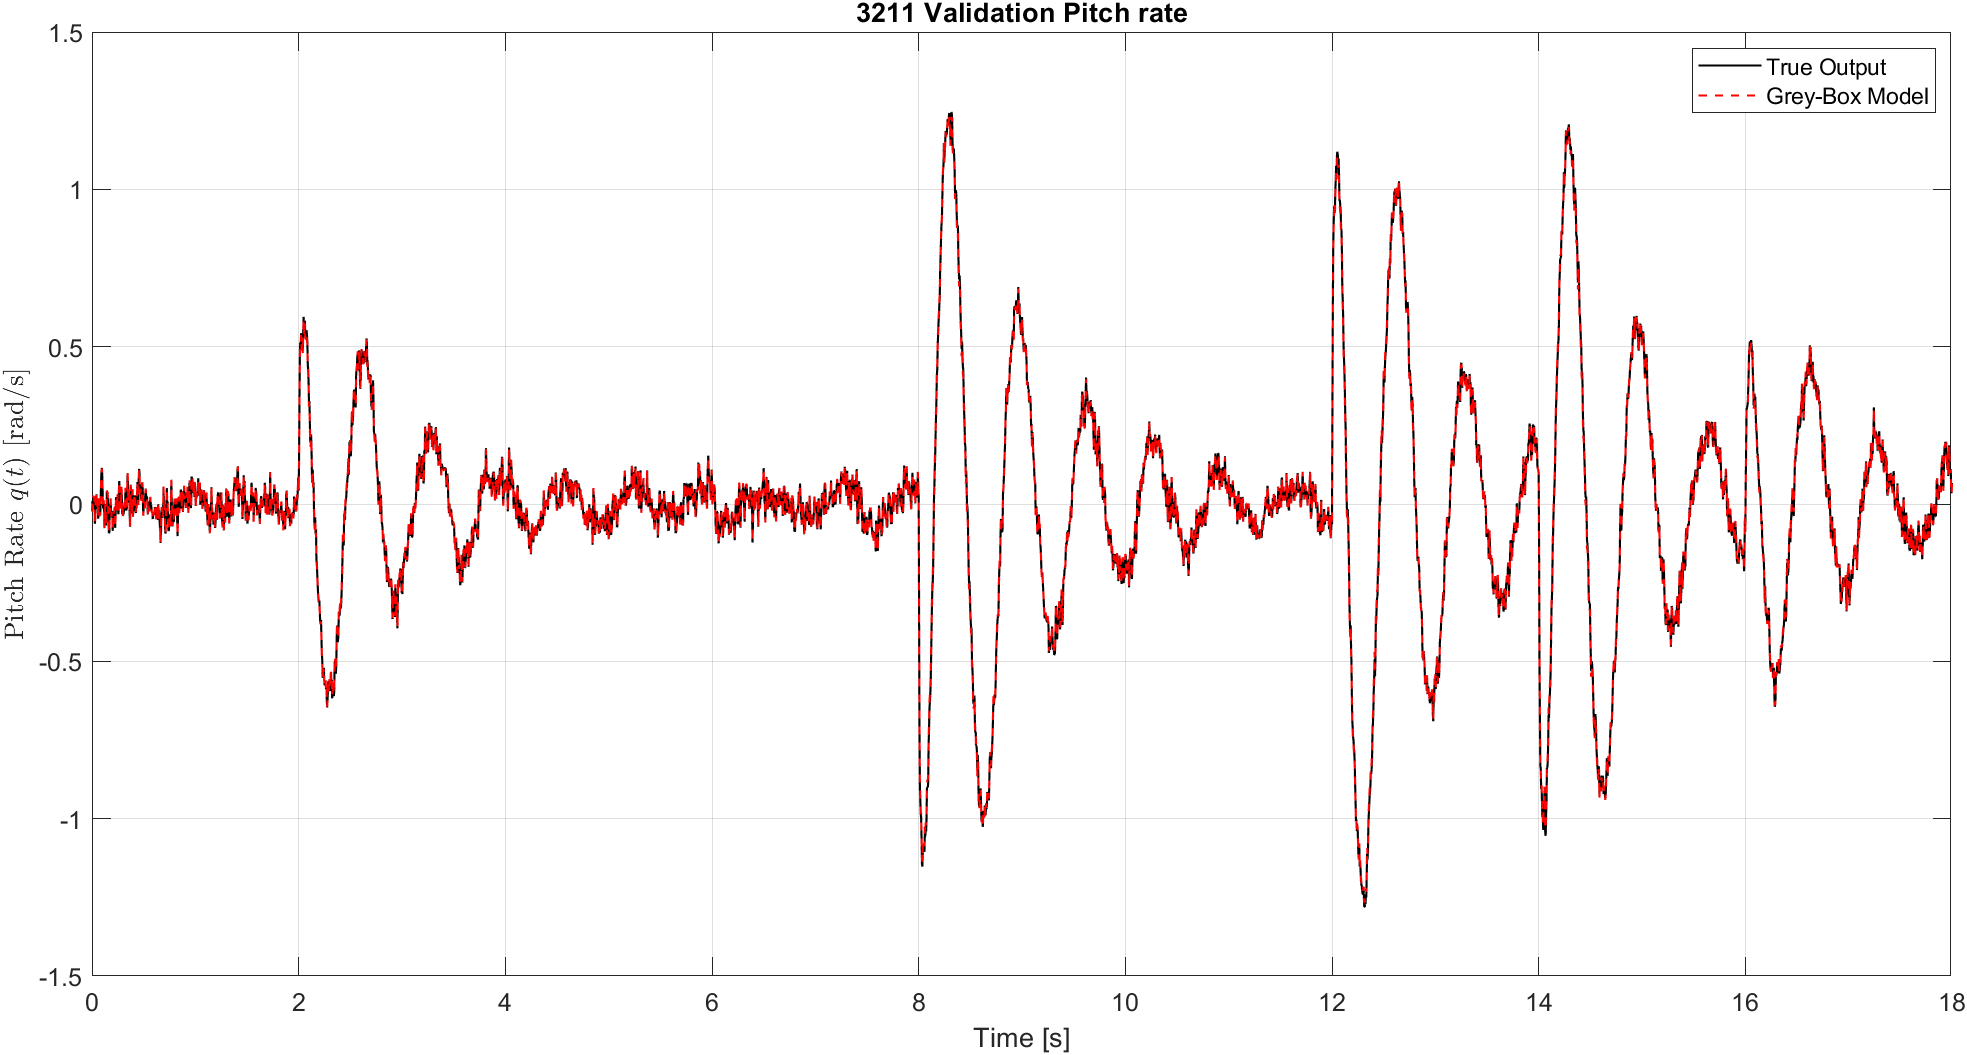 3211 Validation Pitch rate
True Output
Grey-Box Model
Pitch Rate q(t) [rad/s]
1.5
1
0.5
0
-0.5
-1
-1.5
0 2 4 6 8 10 12 14 16 18
Time [s]